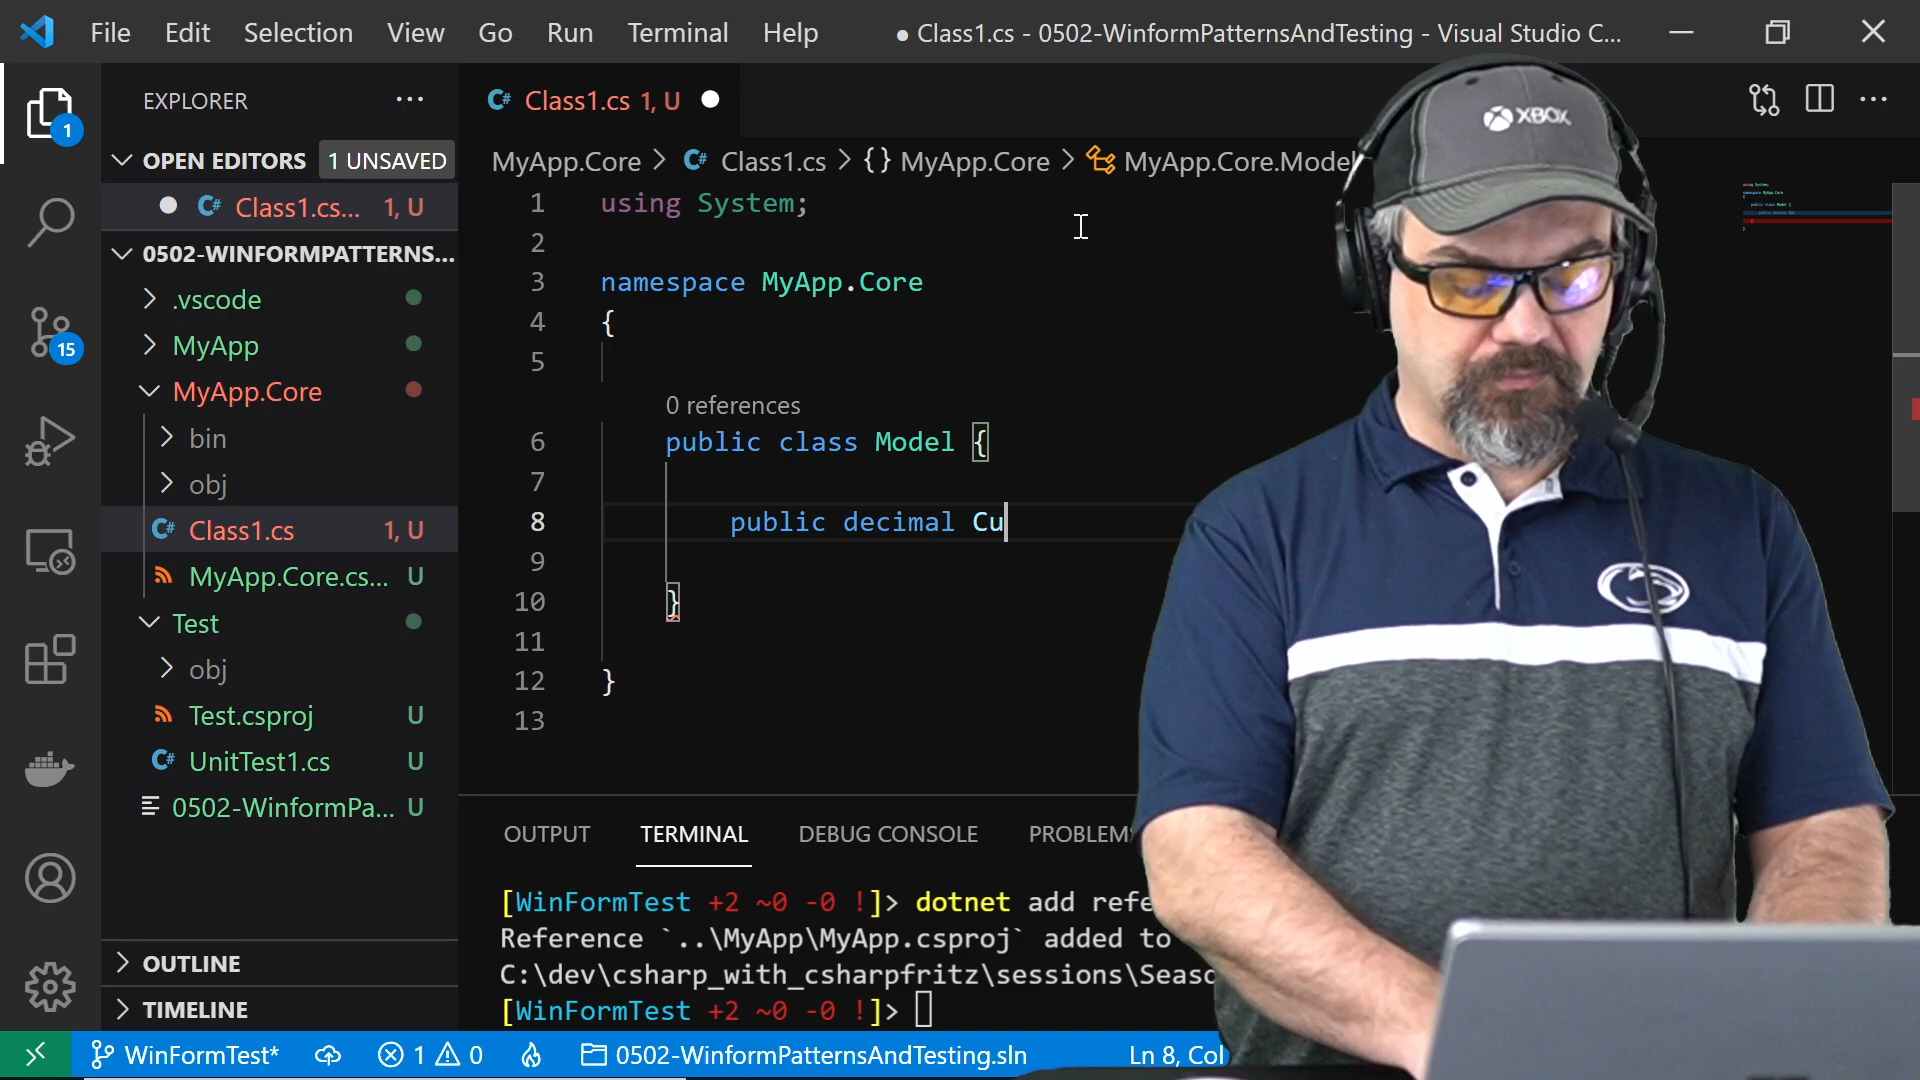 File Edit Selection View Go Run Terminal Help ● Class1.cs - 0502-WinformPatternsAndTesting - Visual Studio C...
EXPLORER ...
Class1.cs 1, U
OPEN EDITORS 1 UNSAVED
Class1.cs... 1, U
0502-WINFORMPATTERNS...
.vscode
MyApp
MyApp.Core
bin
obj
Class1.cs 1, U
MyApp.Core.cs... U
Test
obj
Test.csproj U
UnitTest1.cs U
0502-WinformPa... U
OUTLINE
TIMELINE
1
15
MyApp.Core > C# Class1.cs > {} MyApp.Core > MyApp.Core.Model
1 using System;
2
3 namespace MyApp.Core
4 {
5
0 references
6 public class Model {
7
8 public decimal Cu
9
10 }
11
12 }
13
XBOX
OUTPUT TERMINAL DEBUG CONSOLE PROBLEMS
[WinFormTest +2 ~0 -0 !]> dotnet add refe
Reference `..\MyApp\MyApp.csproj` added to
C:\dev\csharp_with_csharpfritz\sessions\Seaso
[WinFormTest +2 ~0 -0 !]>
WinFormTest* 1 0 0502-WinformPatternsAndTesting.sln Ln 8, Col